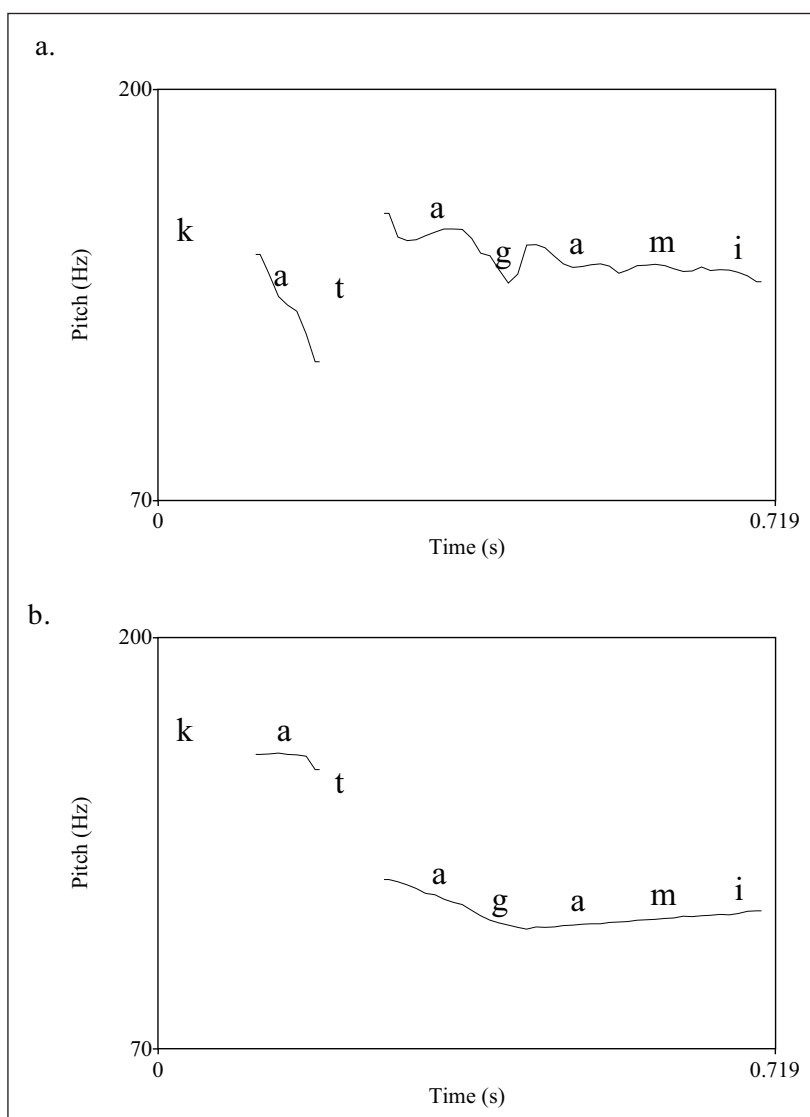 a.
200
Pitch (Hz)
k a t a g a m i
70
0 0.719
Time (s)
b.
200
Pitch (Hz)
k a t a g a m i
70
0 0.719
Time (s)